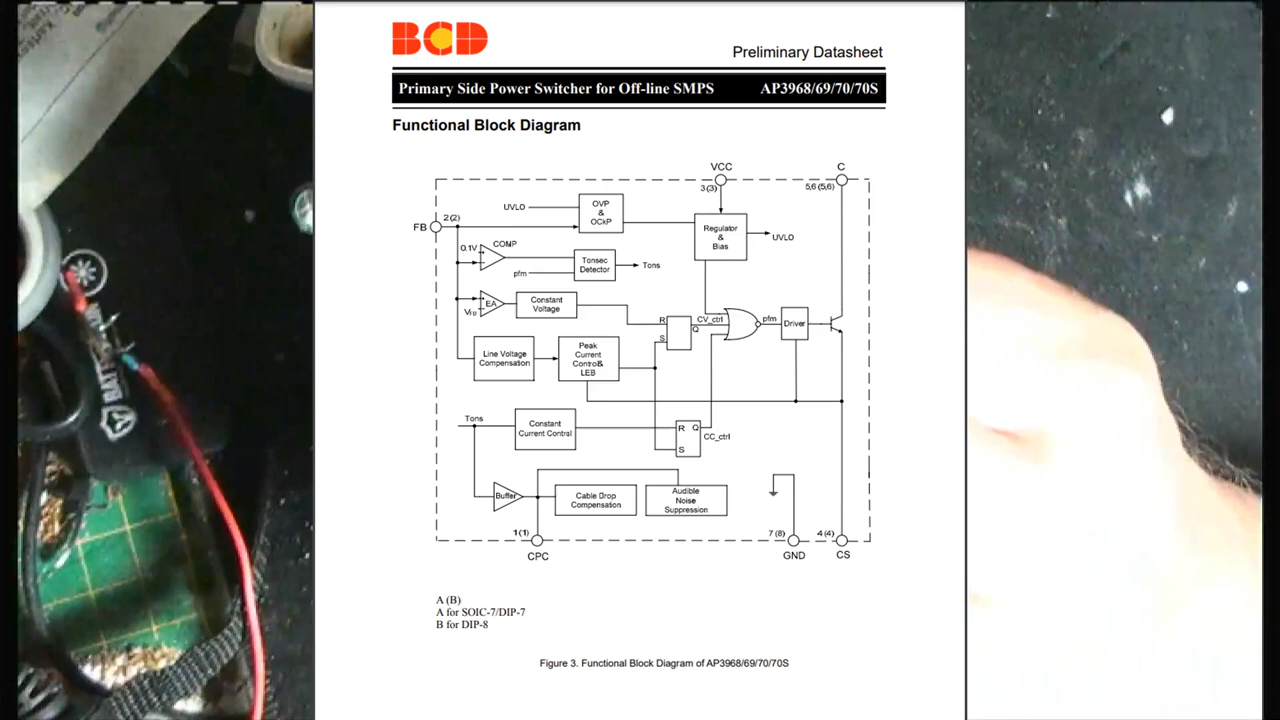 BCD
Preliminary Datasheet
Primary Side Power Switcher for Off-line SMPS AP3968/69/70/70S
Functional Block Diagram
VCC
C
3(3)
5,6 (5,6)
UVLO
OVP
&
OCkP
2(2)
FB
Regulator
&
Bias
UVLO
0.1V
COMP
Tonsec
Detector
Tons
pfm
EA
Constant
Voltage
R
S
Q
CV_ctrl
pfm
Driver
Line Voltage
Compensation
Peak
Current
Control&
LEB
Tons
Constant
Current Control
R Q
S
CC_ctrl
Buffer
Cable Drop
Compensation
Audible
Noise
Suppression
1(1)
7 (8)
4(4)
CPC
GND
CS
A (B)
A for SOIC-7/DIP-7
B for DIP-8
Figure 3. Functional Block Diagram of AP3968/69/70/70S